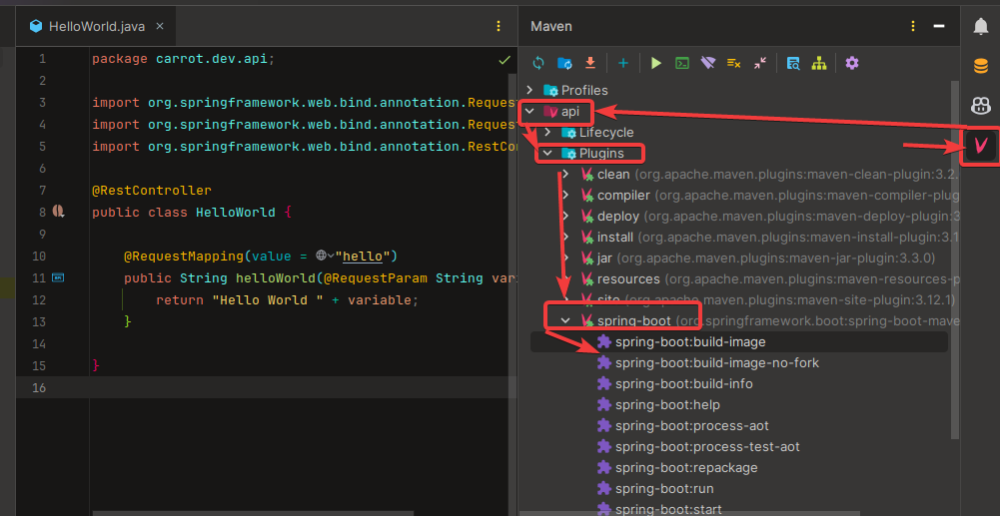 HelloWorld.java
1 package carrot.dev.api;
2
3 import org.springframework.web.bind.annotation.Request
4 import org.springframework.web.bind.annotation.Request
5 import org.springframework.web.bind.annotation.RestCo
6
7 @RestController
8 public class HelloWorld {
9
10 @RequestMapping(value = "hello")
11 public String helloWorld(@RequestParam String var
12 return "Hello World " + variable;
13 }
14
15 }
16
Maven
Profiles
api
Lifecycle
Plugins
clean (org.apache.maven.plugins:maven-clean-plugin:3.2.
compiler (org.apache.maven.plugins:maven-compiler-plug
deploy (org.apache.maven.plugins:maven-deploy-plugin:3
install (org.apache.maven.plugins:maven-install-plugin:3.1
jar (org.apache.maven.plugins:maven-jar-plugin:3.3.0)
resources (org.apache.maven.plugins:maven-resources-p
site (org.apache.maven.plugins:maven-site-plugin:3.12.1)
spring-boot (org.springframework.boot:spring-boot-mave
spring-boot:build-image
spring-boot:build-image-no-fork
spring-boot:build-info
spring-boot:help
spring-boot:process-aot
spring-boot:process-test-aot
spring-boot:repackage
spring-boot:run
spring-boot:start